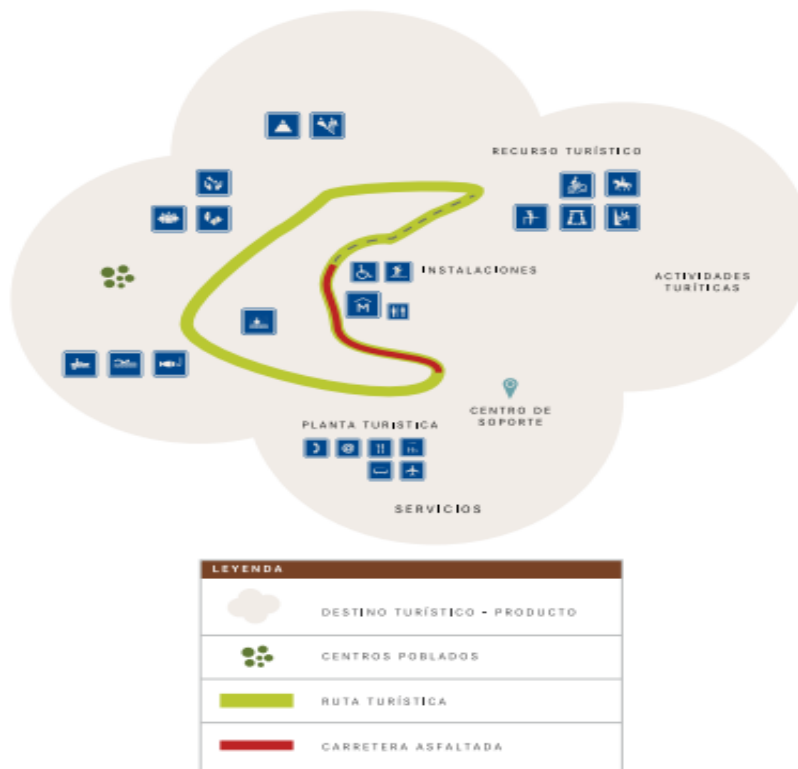 RECURSO TURÍSTICO
INSTALACIONES
ACTIVIDADES
TURÍTICAS
CENTRO DE
SOPORTE
PLANTA TURISTICA
SERVICIOS
LEYENDA
DESTINO TURÍSTICO - PRODUCTO
CENTROS POBLADOS
RUTA TURÍSTICA
CARRETERA ASFALTADA